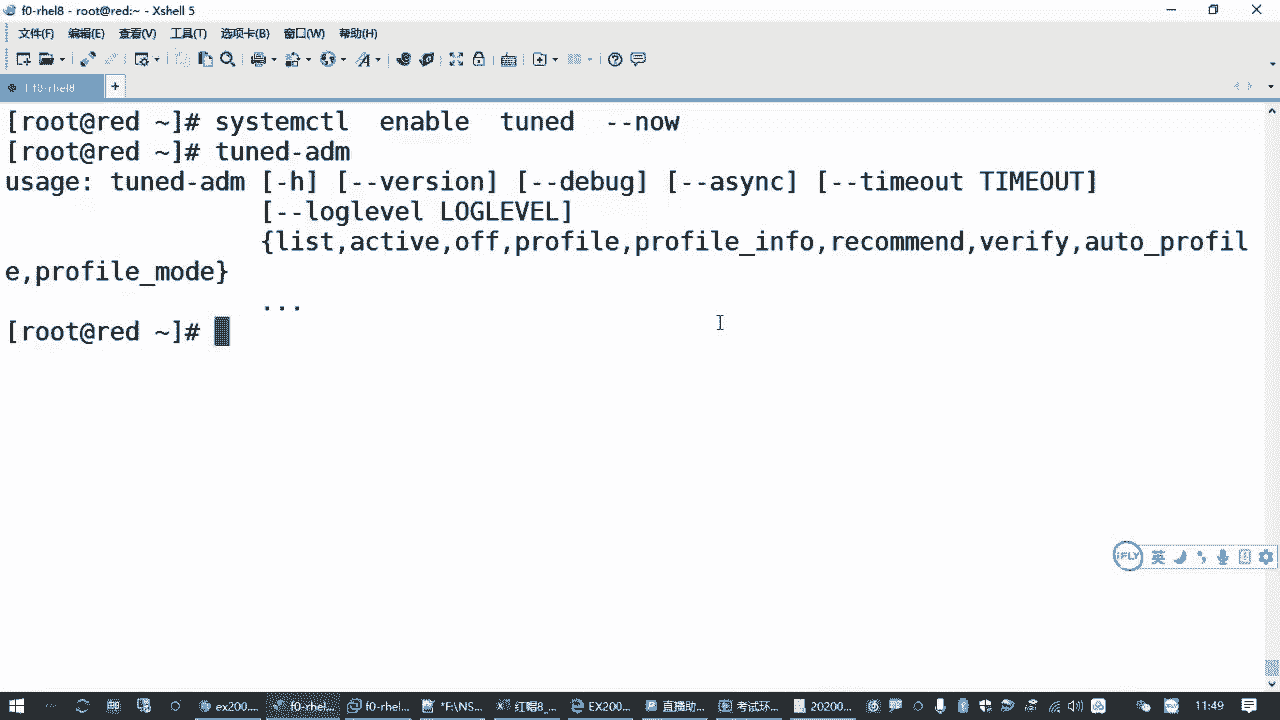 f0-rhel8 - root@red:~ - Xshell 5
文件(F) 编辑(E) 查看(V) 工具(T) 选项卡(B) 窗口(W) 帮助(H)
1 f0-rhel8
[root@red ~]# systemctl  enable  tuned  --now
[root@red ~]# tuned-adm
usage: tuned-adm [-h] [--version] [--debug] [--async] [--timeout TIMEOUT]
[--loglevel LOGLEVEL]
{list,active,off,profile,profile_info,recommend,verify,auto_profil
e,profile_mode}
...
[root@red ~]#
iFLY 英
ex200... f0-rhel... f0-rhel... *F:\NS... 红帽8_... EX200... 直播助... 考试环... 20200... 11:49